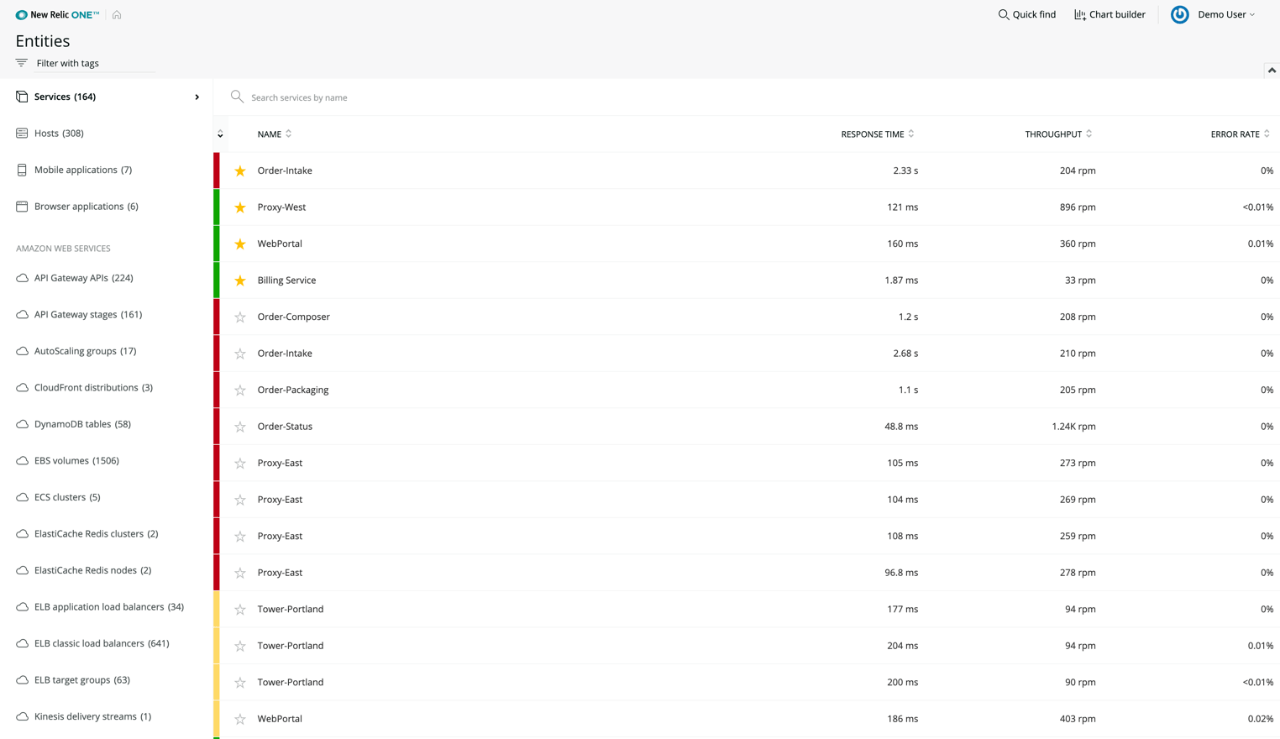 New Relic ONE™
Quick find
Chart builder
Demo User
Entities
Filter with tags
Services (164)
Hosts (308)
Mobile applications (7)
Browser applications (6)
AMAZON WEB SERVICES
API Gateway APIs (224)
API Gateway stages (161)
AutoScaling groups (17)
CloudFront distributions (3)
DynamoDB tables (58)
EBS volumes (1506)
ECS clusters (5)
ElastiCache Redis clusters (2)
ElastiCache Redis nodes (2)
ELB application load balancers (34)
ELB classic load balancers (641)
ELB target groups (63)
Kinesis delivery streams (1)
Search services by name
NAME RESPONSE TIME THROUGHPUT ERROR RATE
Order-Intake 2.33 s 204 rpm 0%
Proxy-West 121 ms 896 rpm <0.01%
WebPortal 160 ms 360 rpm 0.01%
Billing Service 1.87 ms 33 rpm 0%
Order-Composer 1.2 s 208 rpm 0%
Order-Intake 2.68 s 210 rpm 0%
Order-Packaging 1.1 s 205 rpm 0%
Order-Status 48.8 ms 1.24K rpm 0%
Proxy-East 105 ms 273 rpm 0%
Proxy-East 104 ms 269 rpm 0%
Proxy-East 108 ms 259 rpm 0%
Proxy-East 96.8 ms 278 rpm 0%
Tower-Portland 177 ms 94 rpm 0%
Tower-Portland 204 ms 94 rpm 0.01%
Tower-Portland 200 ms 90 rpm <0.01%
WebPortal 186 ms 403 rpm 0.02%